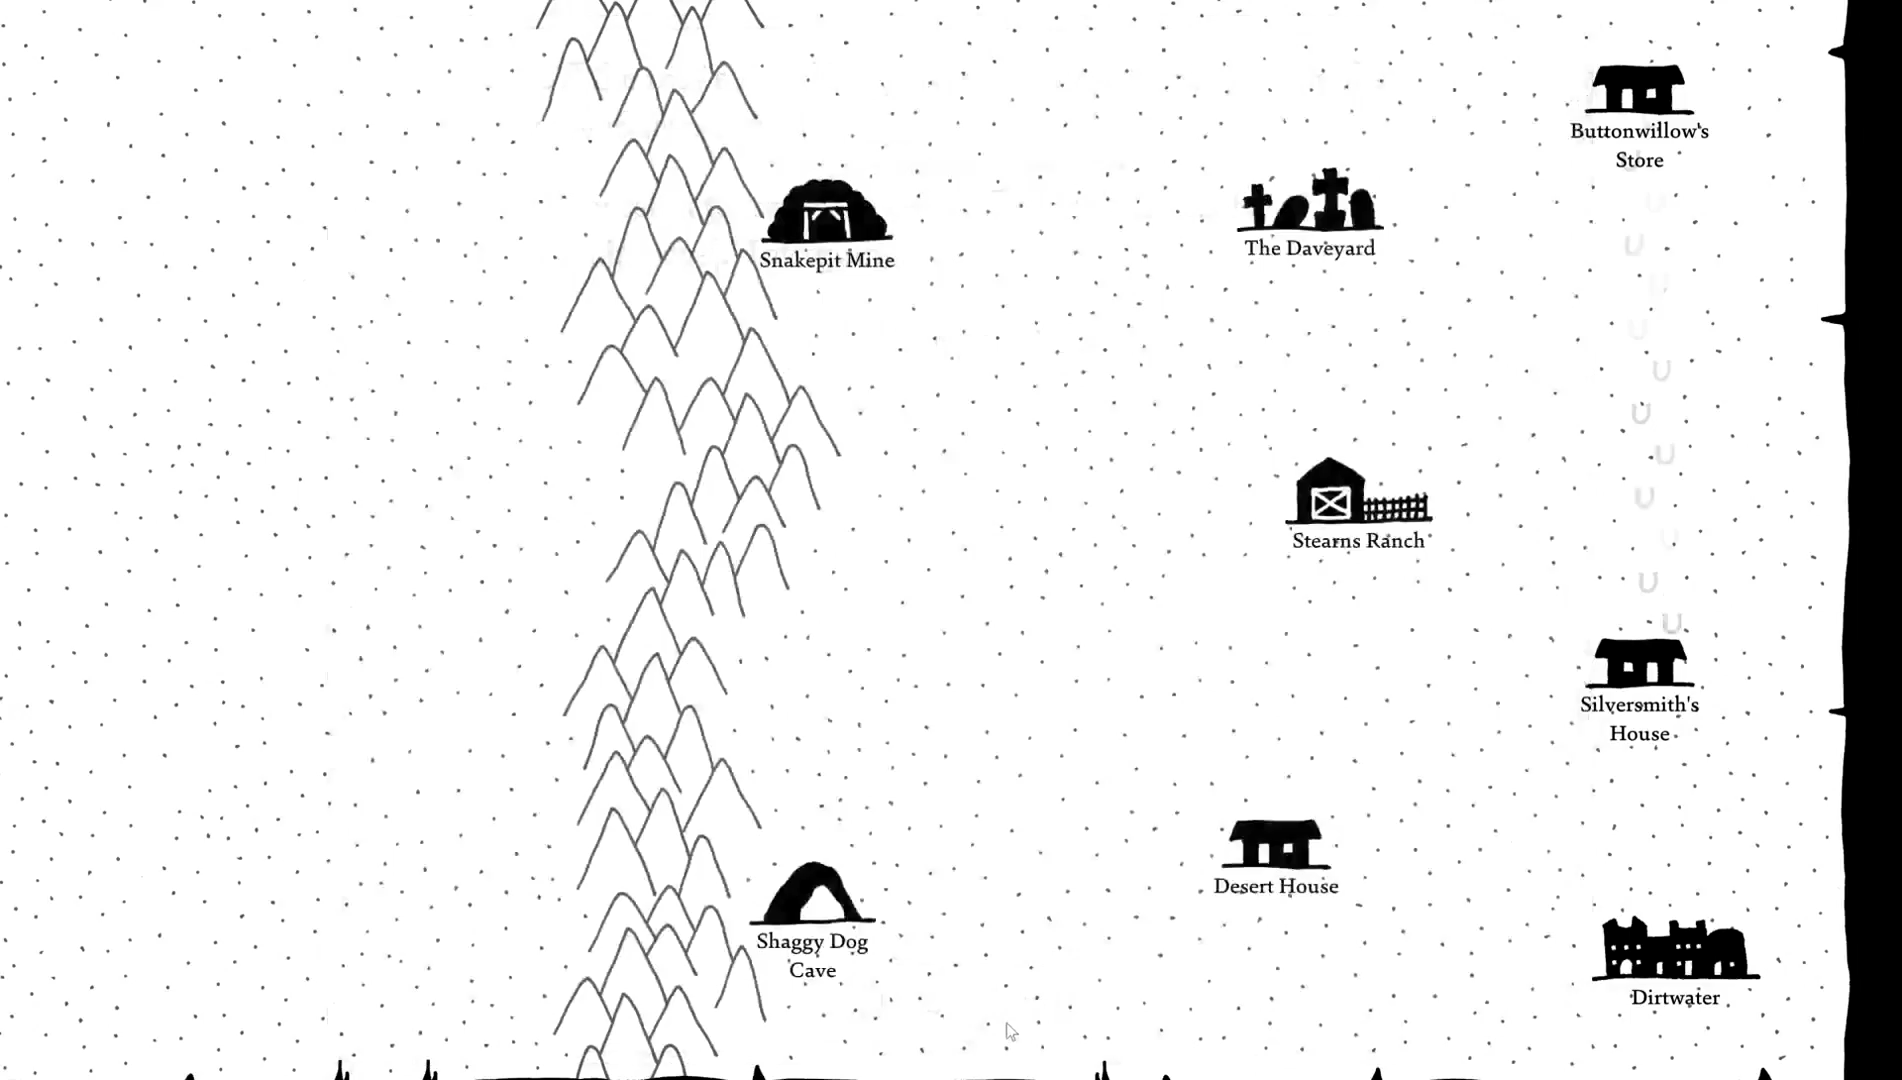 Buttonwillow's
Store
The Daveyard
Snakepit Mine
Stearns Ranch
Silversmith's
House
Desert House
Shaggy Dog
Cave
Dirtwater